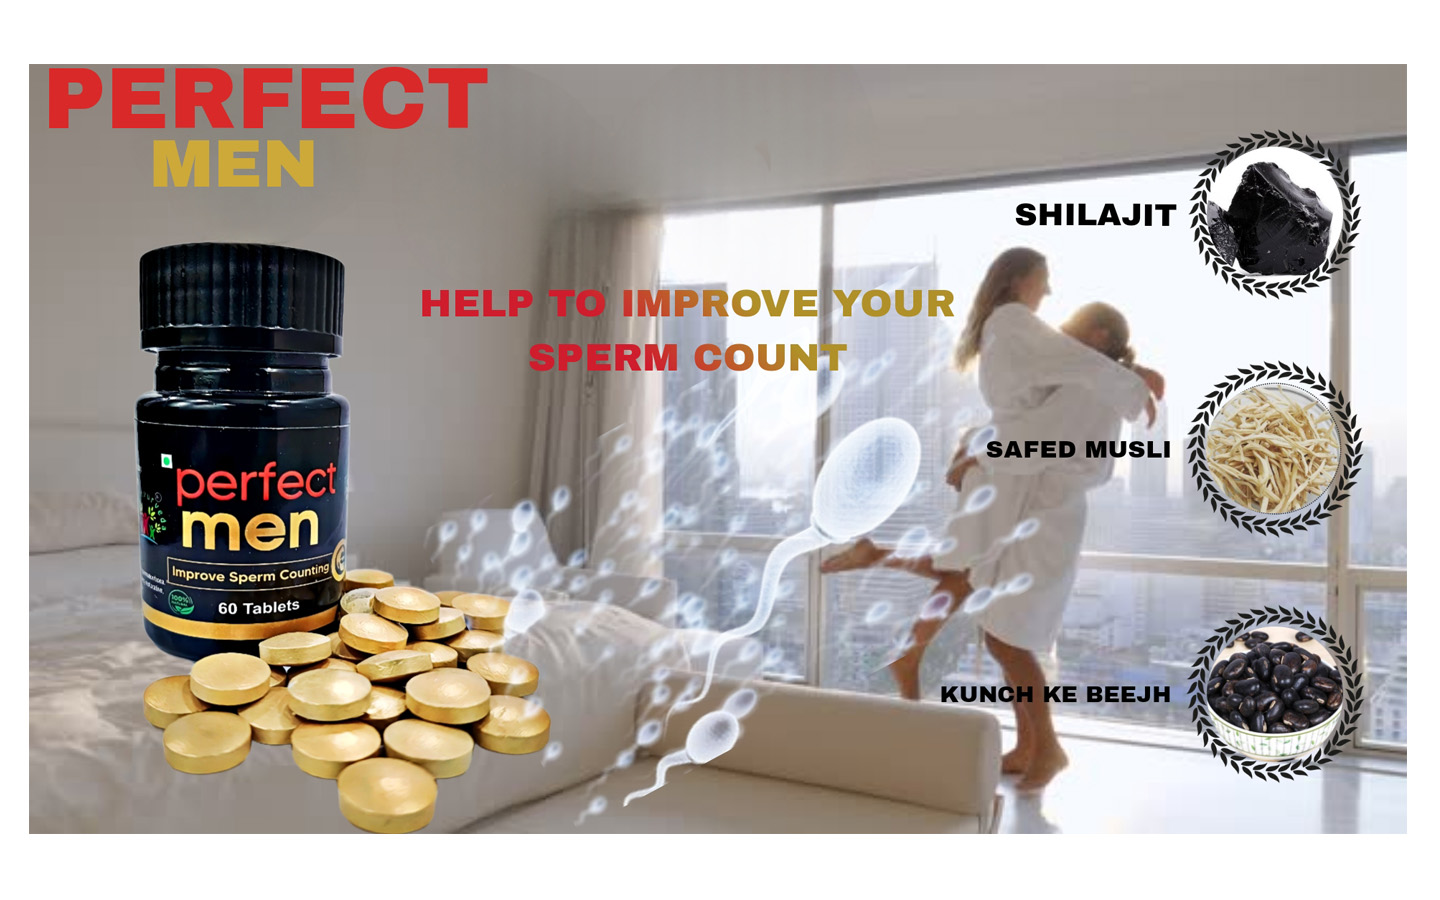 PERFECT
MEN
HELP TO IMPROVE YOUR
SPERM COUNT
SHILAJIT
SAFED MUSLI
KUNCH KE BEEJH
perfect
men
Improve Sperm Counting
100%
60 Tablets